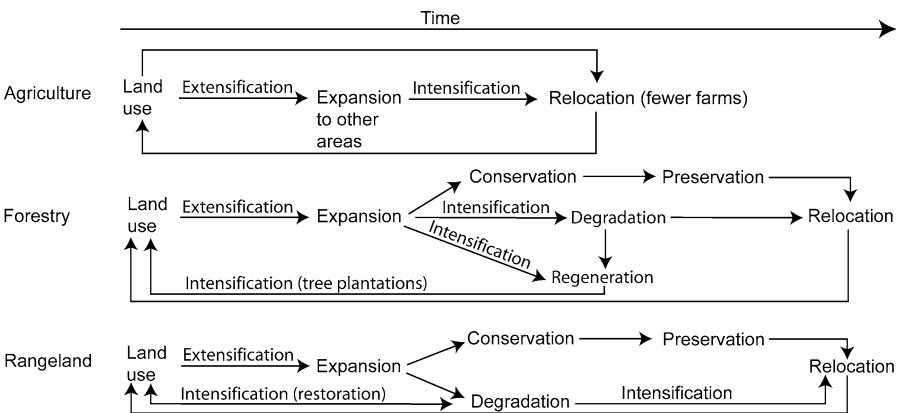 Time
Agriculture
Land
use
Extensification
Expansion
to other
areas
Intensification
Relocation (fewer farms)
Forestry
Land
use
Extensification
Expansion
Conservation
Preservation
Intensification
Degradation
Relocation
Intensification
Regeneration
Intensification (tree plantations)
Rangeland
Land
use
Extensification
Expansion
Conservation
Preservation
Relocation
Intensification (restoration)
Degradation
Intensification